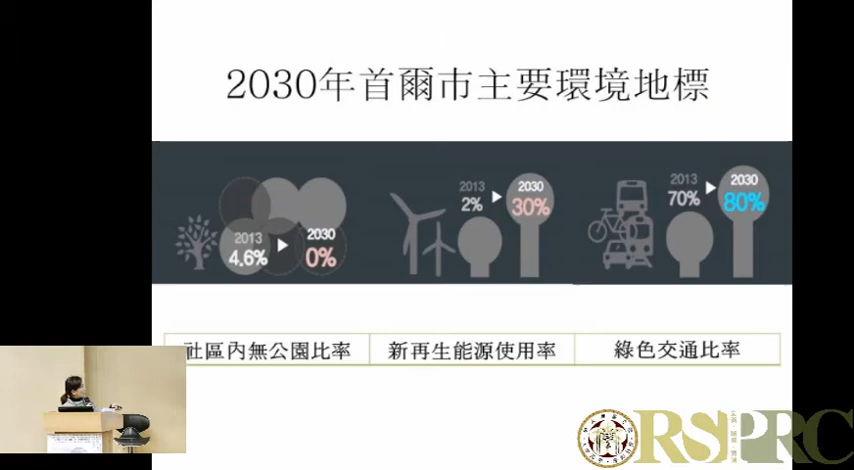 2030年首爾市主要環境地標
2013
4.6%
2030
0%
2013
2%
2030
30%
2013
70%
2030
80%
社區內無公園比率
新再生能源使用率
綠色交通比率
RSPRC